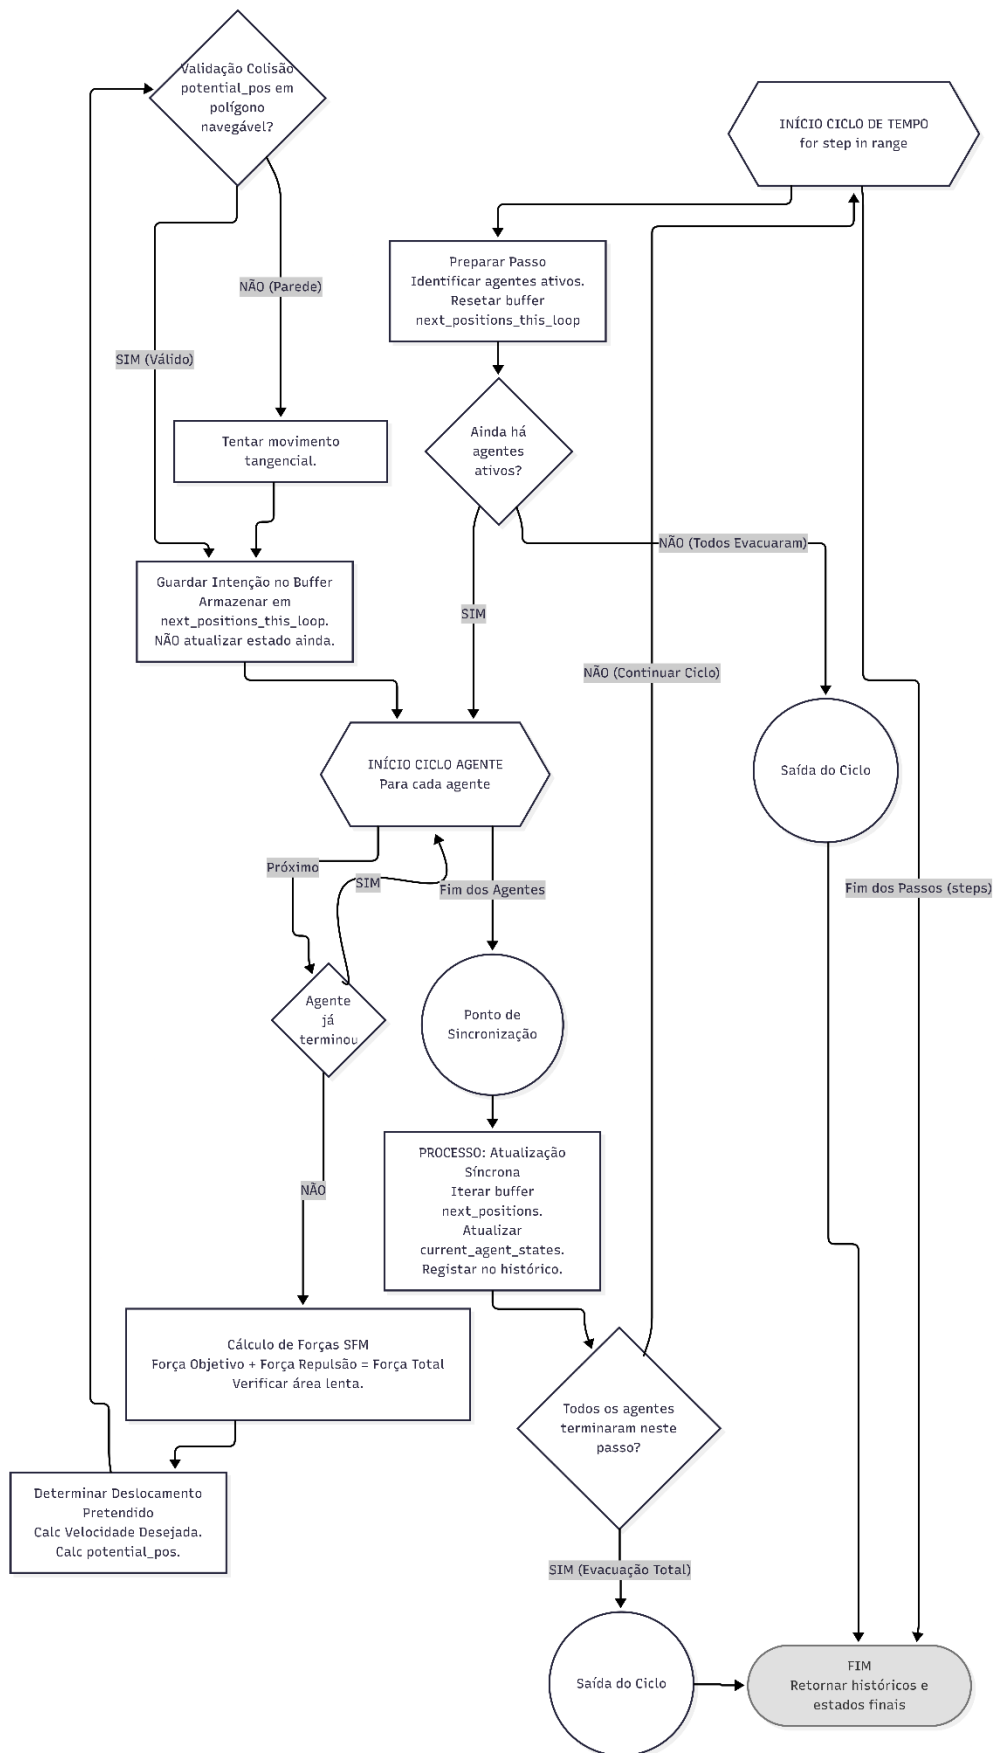 Validação Colisão
potential_pos em
polígono
navegável?
INÍCIO CICLO DE TEMPO
for step in range
Preparar Passo
Identificar agentes ativos.
Resetar buffer
next_positions_this_loop
NÃO (Parede)
SIM (Válido)
Tentar movimento
tangencial.
Ainda há
agentes
ativos?
NÃO (Todos Evacuaram)
Guardar Intenção no Buffer
Armazenar em
next_positions_this_loop.
NÃO atualizar estado ainda.
SIM
NÃO (Continuar Ciclo)
INÍCIO CICLO AGENTE
Para cada agente
Saída do Ciclo
Próximo
SIM
Fim dos Agentes
Fim dos Passos (steps)
Agente
já
terminou
Ponto de
Sincronização
PROCESSO: Atualização
Síncrona
Iterar buffer
next_positions.
Atualizar
current_agent_states.
Registar no histórico.
NÃO
Cálculo de Forças SFM
Força Objetivo + Força Repulsão = Força Total
Verificar área lenta.
Todos os agentes
terminaram neste
passo?
Determinar Deslocamento
Pretendido
Calc Velocidade Desejada.
Calc potential_pos.
SIM (Evacuação Total)
Saída do Ciclo
FIM
Retornar históricos e
estados finais